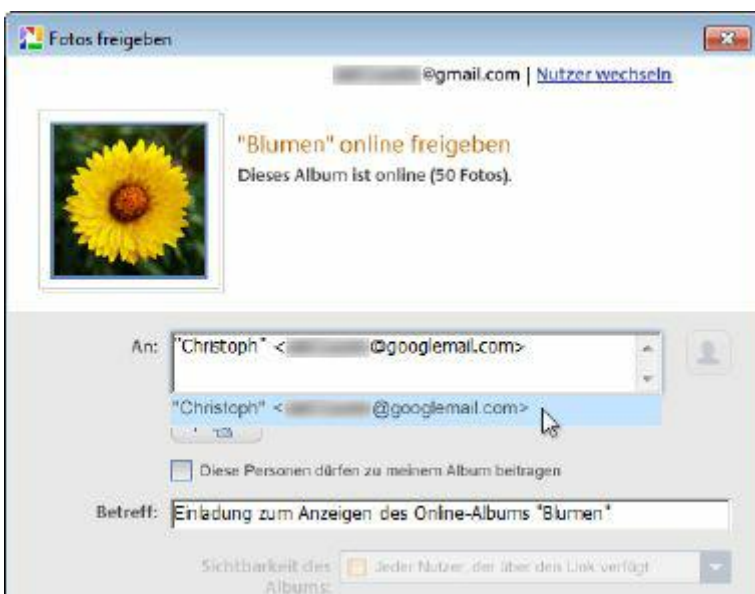 Fotos freigeben
@gmail.com | Nutzer wechseln
"Blumen" online freigeben
Dieses Album ist online (50 Fotos).
An: "Christoph" < @googlemail.com>
"Christoph" < @googlemail.com>
Diese Personen dürfen zu meinem Album beitragen
Betreff: Einladung zum Anzeigen des Online-Albums "Blumen"
Sichtbarkeit des Albums: Jeder Nutzer, der über den Link verfügt